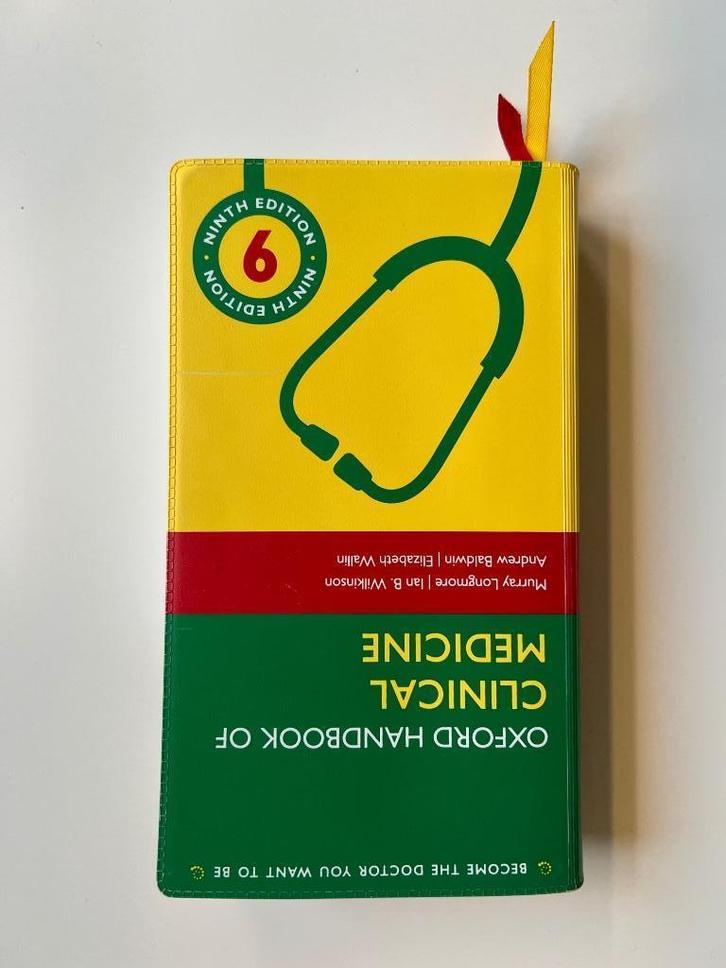 BECOME THE DOCTOR YOU WANT TO BE
OXFORD HANDBOOK OF
CLINICAL
MEDICINE
Murray Longmore | Ian B. Wilkinson
Andrew Baldwin | Elizabeth Wallin
NINTH EDITION • NINTH EDITION •
9